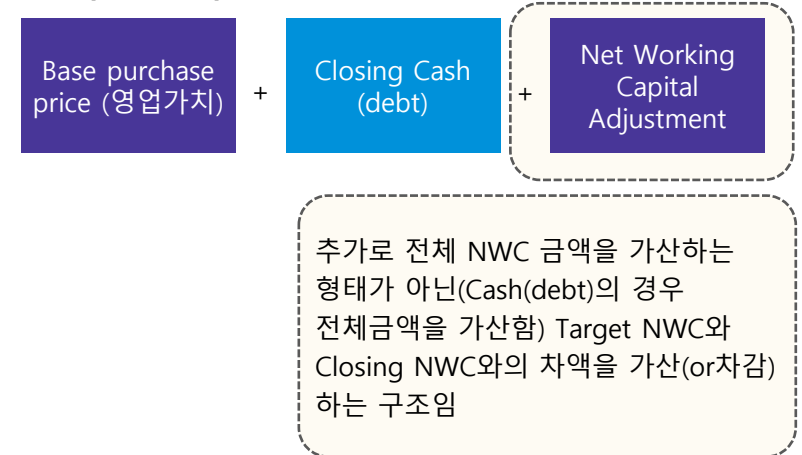 Base purchase
price (영업가치)
+
Closing Cash
(debt)
+
Net Working
Capital
Adjustment
추가로 전체 NWC 금액을 가산하는
형태가 아닌(Cash(debt)의 경우
전체금액을 가산함) Target NWC와
Closing NWC와의 차액을 가산(or차감)
하는 구조임